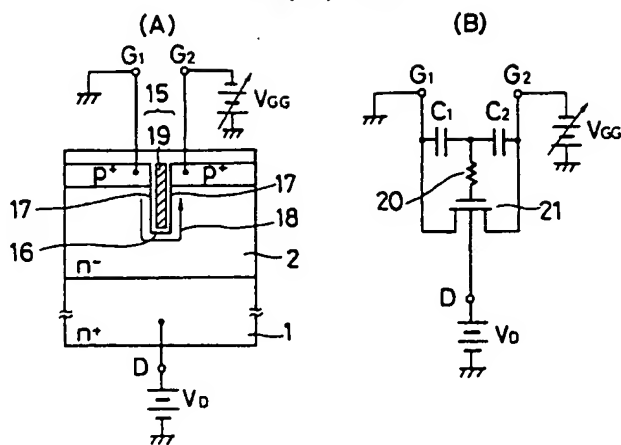 (A)
(B)
G1 G2
15
19
VGG
p+ p+
17 17
16 18
2
n-
n+ 1
D
VD
G1 G2
C1 C2
VGG
20
21
D
VD